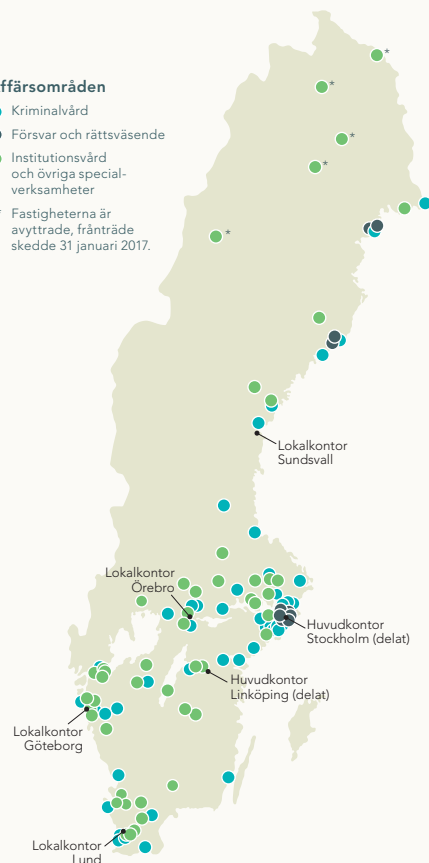 ffärsområden
Kriminalvård
Försvar och rättsväsende
Institutionsvård
och övriga special-
verksamheter
* Fastigheterna är
avyttrade, frånträde
skedde 31 januari 2017.
*
*
*
*
*
Lokalkontor
Sundsvall
Lokalkontor
Örebro
Huvudkontor
Stockholm (delat)
Huvudkontor
Linköping (delat)
Lokalkontor
Göteborg
Lokalkontor
Lund